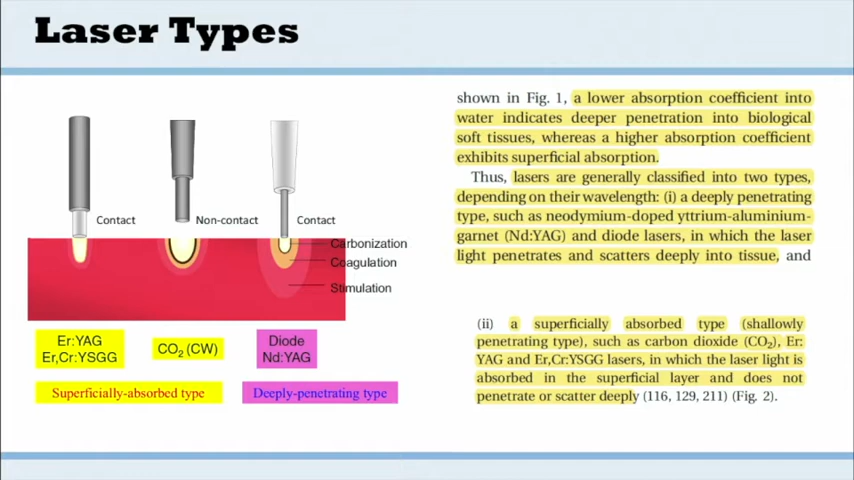 Laser Types
Contact
Non-contact
Contact
Carbonization
Coagulation
Stimulation
Er:YAG
Er,Cr:YSGG
CO₂ (CW)
Diode
Nd:YAG
Superficially-absorbed type
Deeply-penetrating type
shown in Fig. 1, a lower absorption coefficient into
water indicates deeper penetration into biological
soft tissues, whereas a higher absorption coefficient
exhibits superficial absorption.
Thus, lasers are generally classified into two types,
depending on their wavelength: (i) a deeply penetrating
type, such as neodymium-doped yttrium-aluminium-
garnet (Nd:YAG) and diode lasers, in which the laser
light penetrates and scatters deeply into tissue, and
(ii) a superficially absorbed type (shallowly
penetrating type), such as carbon dioxide (CO₂), Er:
YAG and Er,Cr:YSGG lasers, in which the laser light is
absorbed in the superficial layer and does not
penetrate or scatter deeply (116, 129, 211) (Fig. 2).